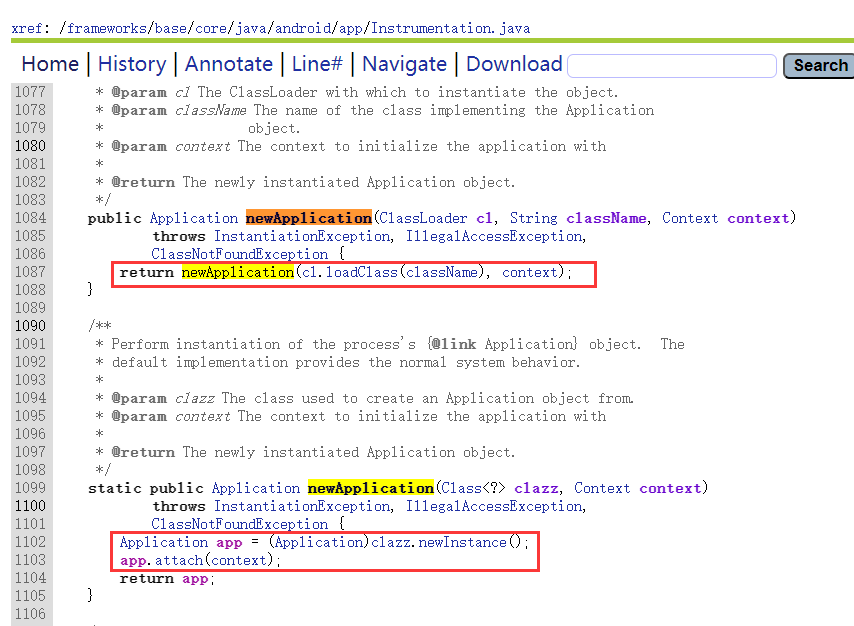 xref: /frameworks/base/core/java/android/app/Instrumentation.java
Home | History | Annotate | Line# | Navigate | Download Search
1077 * @param cl The ClassLoader with which to instantiate the object.
1078 * @param className The name of the class implementing the Application
1079 * object.
1080 * @param context The context to initialize the application with
1081 *
1082 * @return The newly instantiated Application object.
1083 */
1084 public Application newApplication(ClassLoader cl, String className, Context context)
1085 throws InstantiationException, IllegalAccessException,
1086 ClassNotFoundException {
1087 return newApplication(cl.loadClass(className), context);
1088 }
1089
1090 /**
1091 * Perform instantiation of the process's {@link Application} object. The
1092 * default implementation provides the normal system behavior.
1093 *
1094 * @param clazz The class used to create an Application object from.
1095 * @param context The context to initialize the application with
1096 *
1097 * @return The newly instantiated Application object.
1098 */
1099 static public Application newApplication(Class<?> clazz, Context context)
1100 throws InstantiationException, IllegalAccessException,
1101 ClassNotFoundException {
1102 Application app = (Application)clazz.newInstance();
1103 app.attach(context);
1104 return app;
1105 }
1106